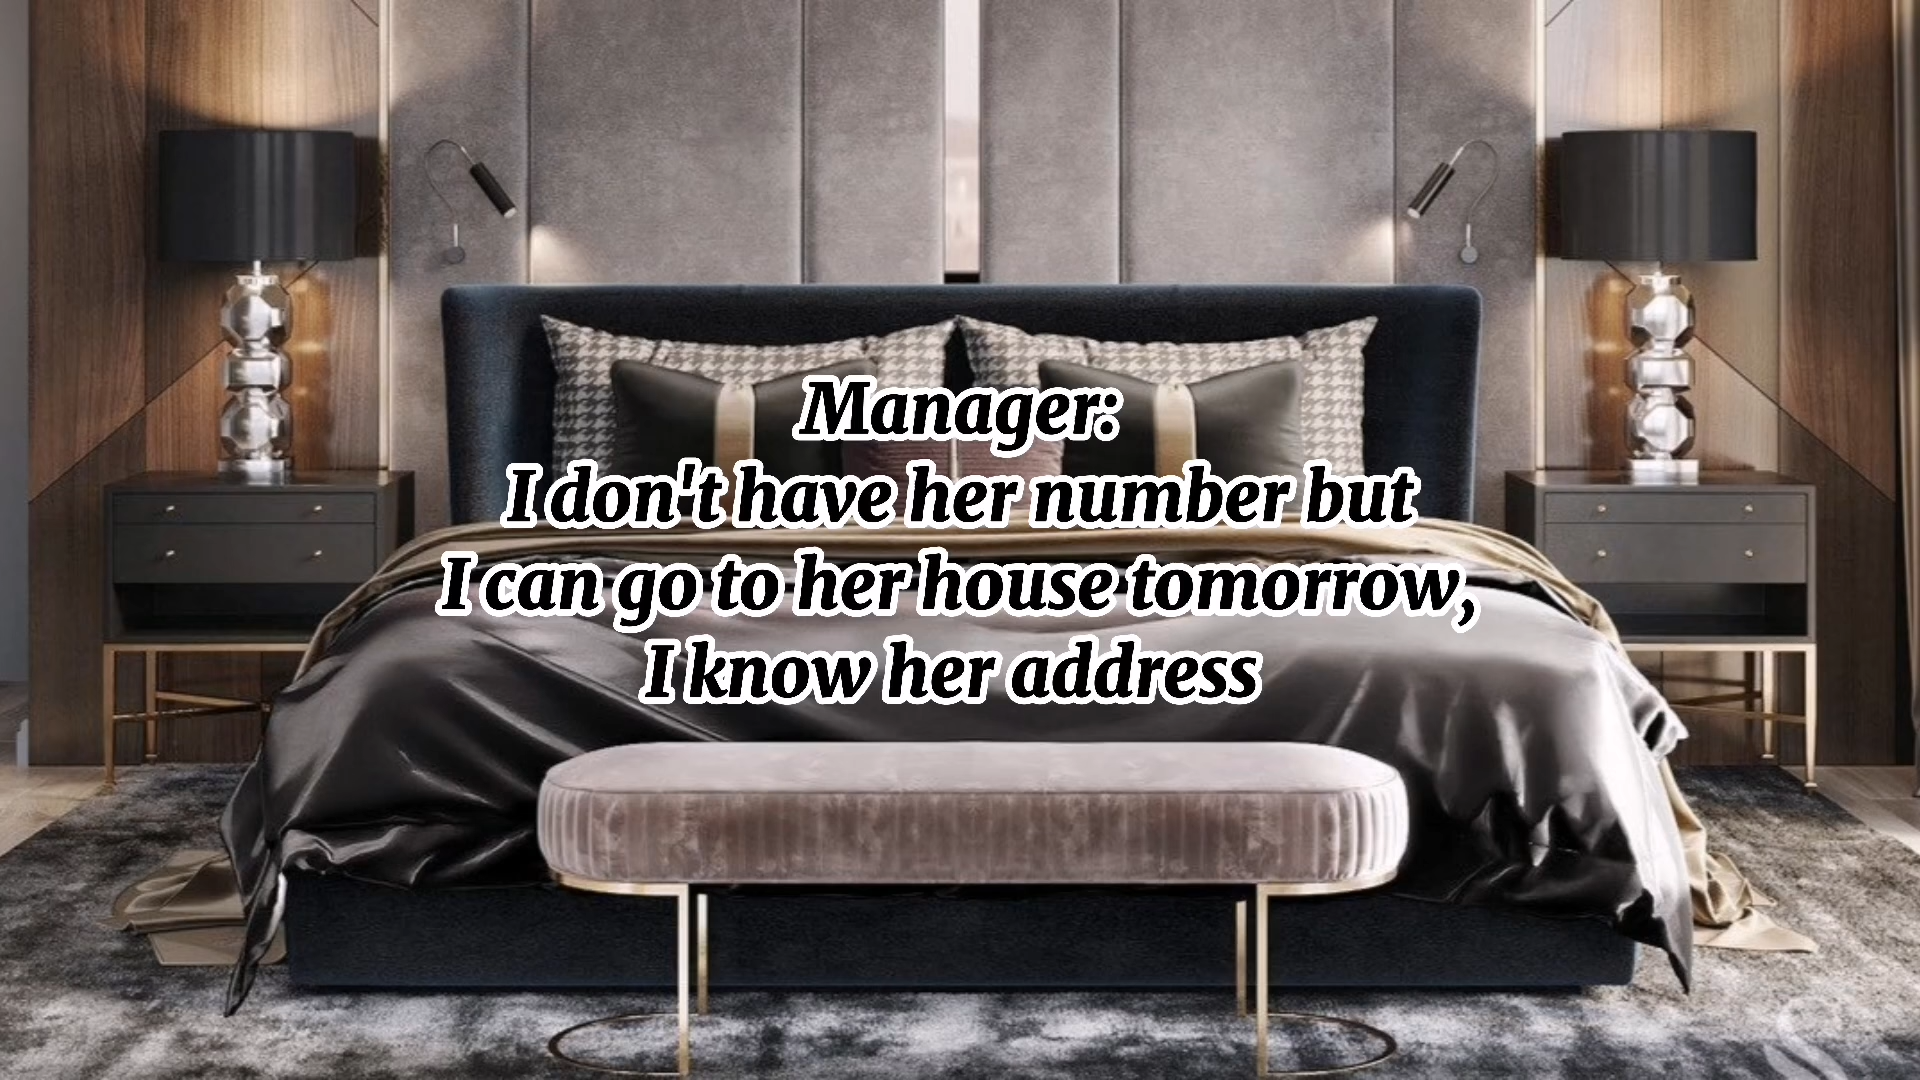 Manager:
I don't have her number but
I can go to her house tomorrow,
I know her address